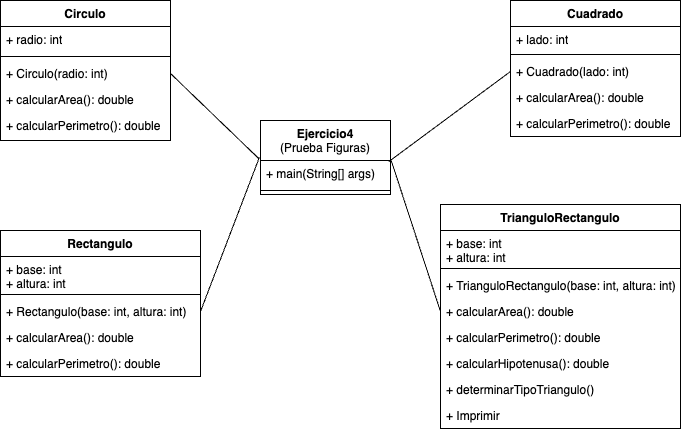 Circulo
+ radio: int
+ Circulo(radio: int)
+ calcularArea(): double
+ calcularPerimetro(): double
Cuadrado
+ lado: int
+ Cuadrado(lado: int)
+ calcularArea(): double
+ calcularPerimetro(): double
Ejercicio4
(Prueba Figuras)
+ main(String[] args)
Rectangulo
+ base: int
+ altura: int
+ Rectangulo(base: int, altura: int)
+ calcularArea(): double
+ calcularPerimetro(): double
TrianguloRectangulo
+ base: int
+ altura: int
+ TrianguloRectangulo(base: int, altura: int)
+ calcularArea(): double
+ calcularPerimetro(): double
+ calcularHipotenusa(): double
+ determinarTipoTriangulo()
+ Imprimir